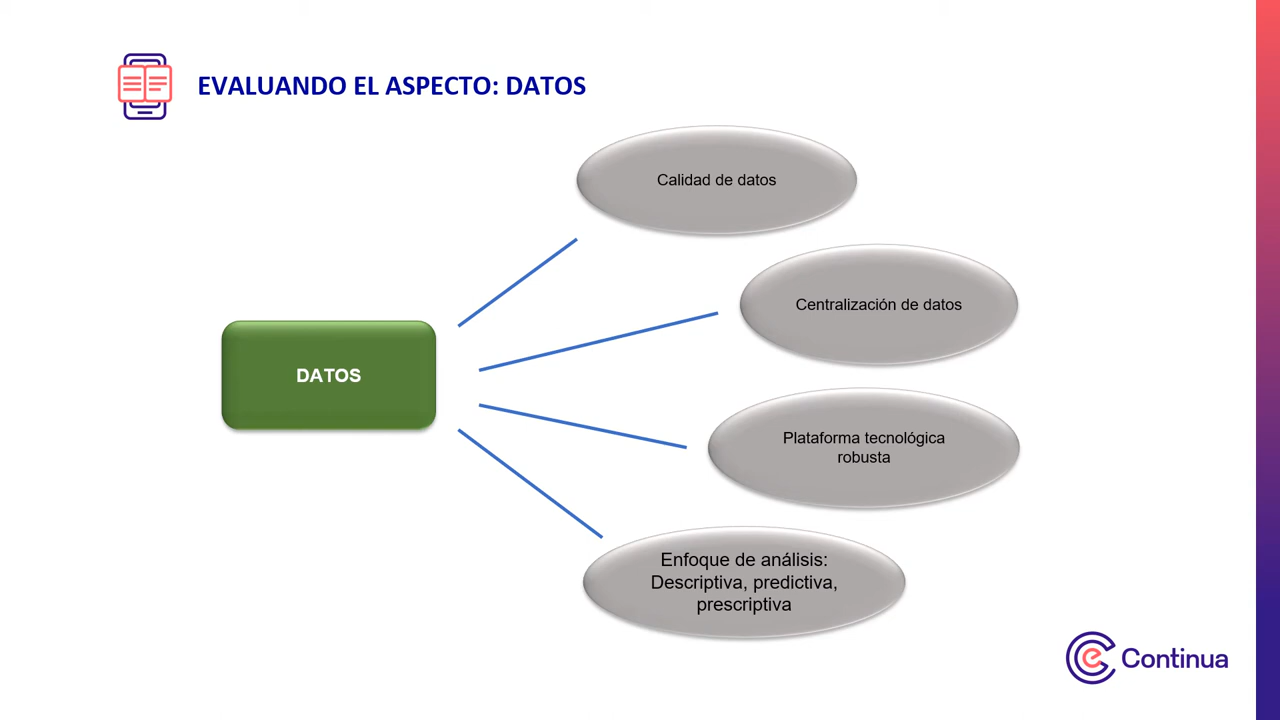 EVALUANDO EL ASPECTO: DATOS
Calidad de datos
Centralización de datos
DATOS
Plataforma tecnológica
robusta
Enfoque de análisis:
Descriptiva, predictiva,
prescriptiva
e Continua